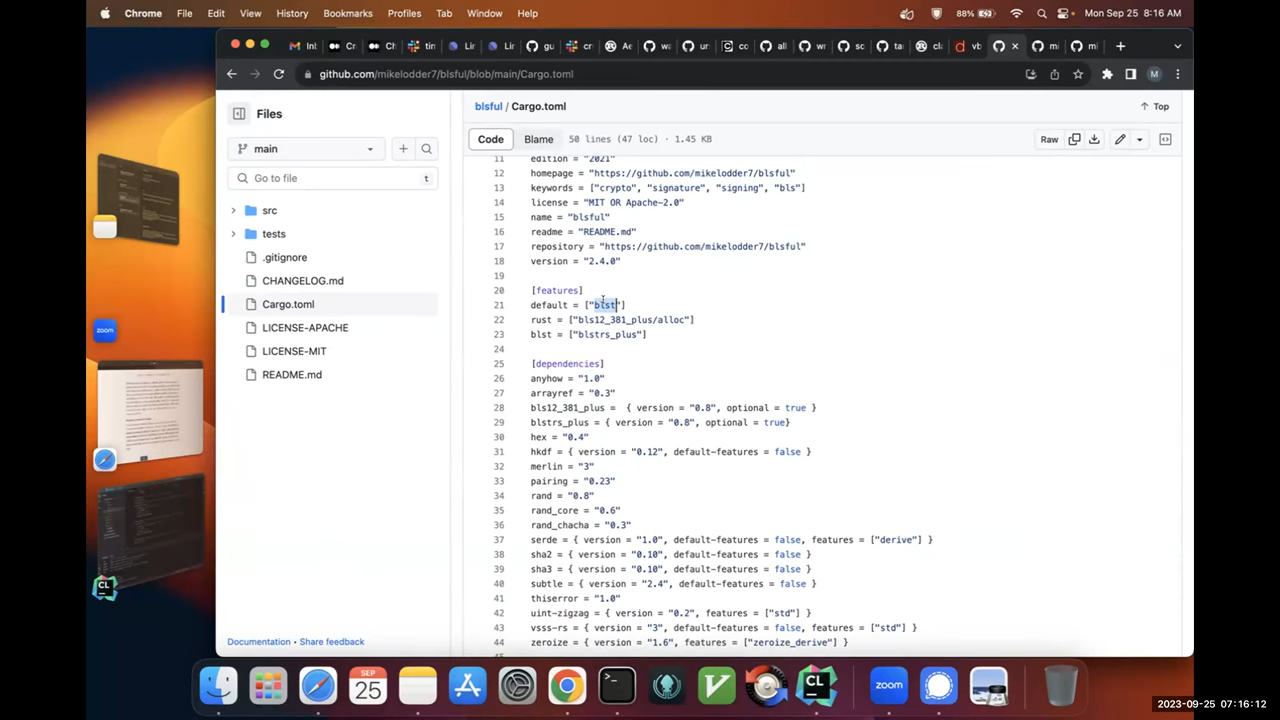 Chrome File Edit View History Bookmarks Profiles Tab Window Help 88% Mon Sep 25 8:16 AM
github.com/mikelodder7/blsful/blob/main/Cargo.toml M
Files
main
Go to file t
src
tests
.gitignore
CHANGELOG.md
Cargo.toml
LICENSE-APACHE
LICENSE-MIT
README.md
Documentation • Share feedback
blsful / Cargo.toml Top
Code Blame 50 lines (47 loc) · 1.45 KB Raw
11 edition = "2021"
12 homepage = "https://github.com/mikelodder7/blsful"
13 keywords = ["crypto", "signature", "signing", "bls"]
14 license = "MIT OR Apache-2.0"
15 name = "blsful"
16 readme = "README.md"
17 repository = "https://github.com/mikelodder7/blsful"
18 version = "2.4.0"
19
20 [features]
21 default = ["blst"]
22 rust = ["bls12_381_plus/alloc"]
23 blst = ["blstrs_plus"]
24
25 [dependencies]
26 anyhow = "1.0"
27 arrayref = "0.3"
28 bls12_381_plus = { version = "0.8", optional = true }
29 blstrs_plus = { version = "0.8", optional = true}
30 hex = "0.4"
31 hkdf = { version = "0.12", default-features = false }
32 merlin = "3"
33 pairing = "0.23"
34 rand = "0.8"
35 rand_core = "0.6"
36 rand_chacha = "0.3"
37 serde = { version = "1.0", default-features = false, features = ["derive"] }
38 sha2 = { version = "0.10", default-features = false }
39 sha3 = { version = "0.10", default-features = false }
40 subtle = { version = "2.4", default-features = false }
41 thiserror = "1.0"
42 uint-zigzag = { version = "0.2", features = ["std"] }
43 vsss-rs = { version = "3", default-features = false, features = ["std"] }
44 zeroize = { version = "1.6", features = ["zeroize_derive"] }
zoom
CL
SEP
25
zoom
CL
2023-09-25 07:16:12